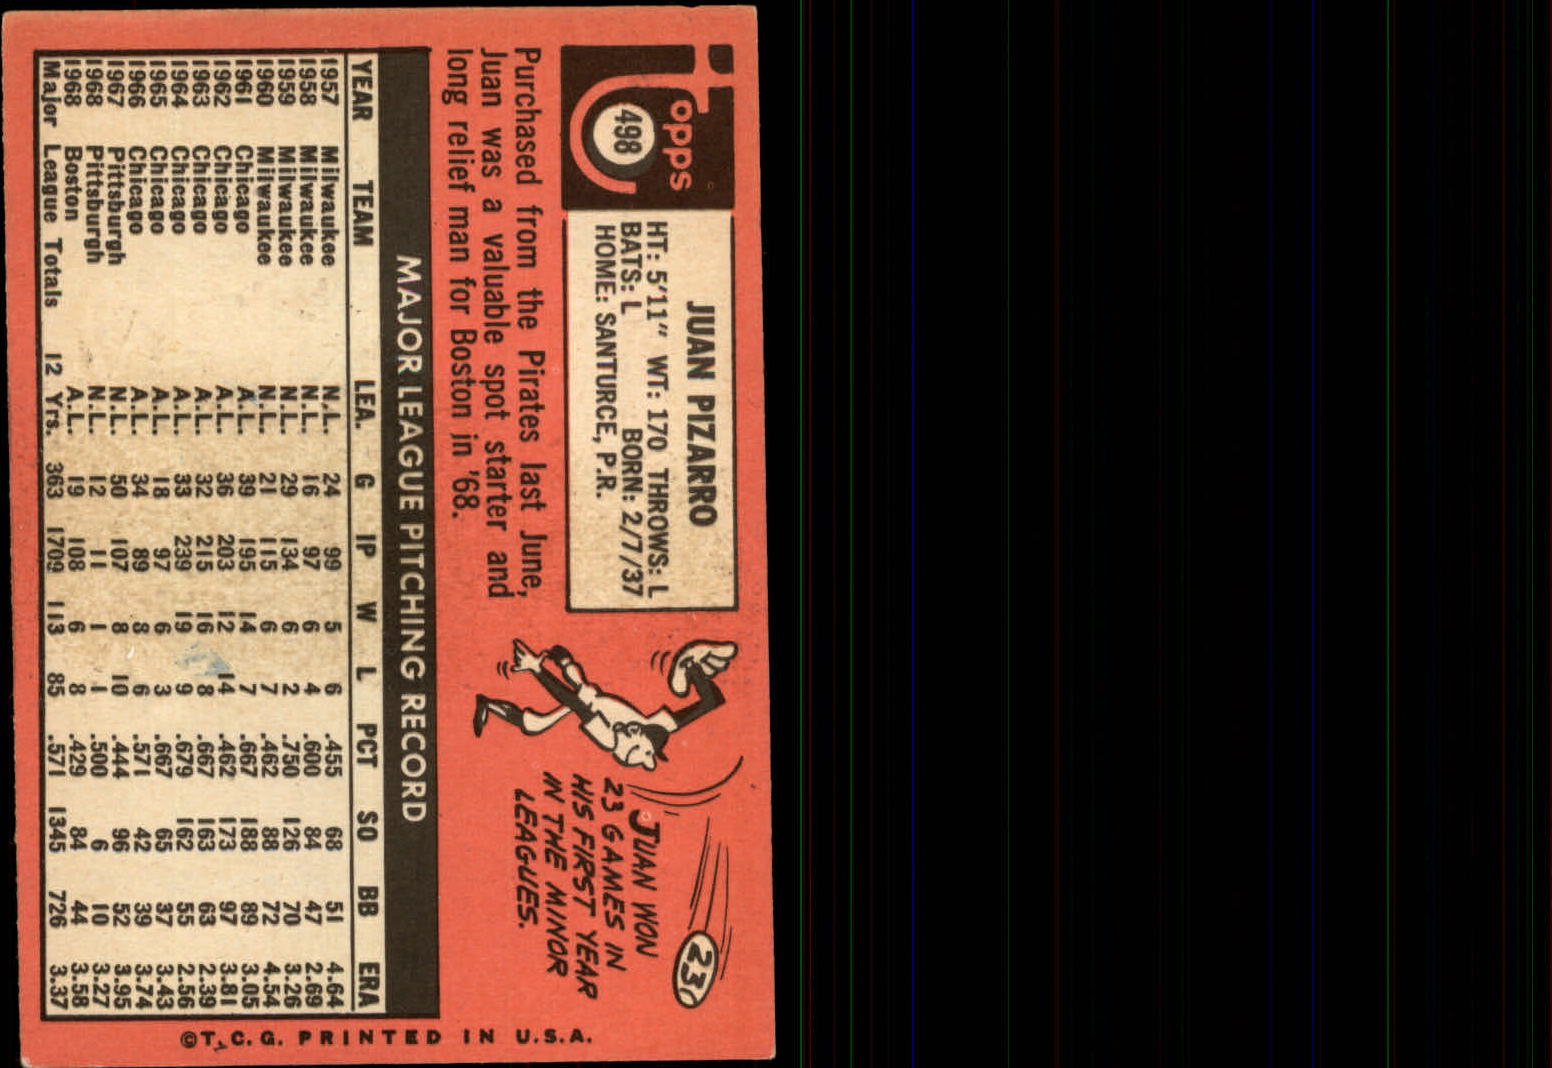 Topps
498
JUAN PIZARRO
HT: 5'11" WT: 170 THROWS: L
BATS: L BORN: 2/7/37
HOME: SANTURCE, P.R.
Purchased from the Pirates last June,
Juan was a valuable spot starter and
long relief man for Boston in '68.
23
JUAN WON
23 GAMES IN
HIS FIRST YEAR
IN THE MINOR
LEAGUES.
MAJOR LEAGUE PITCHING RECORD
YEAR TEAM LEA. G IP W L PCT SO BB ERA
1957 Milwaukee N.L. 24 99 5 6 .455 68 51 4.64
1958 Milwaukee N.L. 16 97 6 4 .600 84 47 2.69
1959 Milwaukee N.L. 29 134 6 2 .750 126 70 3.26
1960 Milwaukee N.L. 21 115 6 7 .462 88 72 4.54
1961 Chicago A.L. 39 195 14 7 .667 188 89 3.05
1962 Chicago A.L. 36 203 12 14 .462 173 97 3.81
1963 Chicago A.L. 32 215 16 8 .667 163 63 2.39
1964 Chicago A.L. 33 239 19 9 .679 162 55 2.56
1965 Chicago A.L. 18 97 6 3 .667 65 37 3.43
1966 Chicago A.L. 34 89 8 6 .571 42 39 3.74
1967 Pittsburgh N.L. 50 107 8 10 .444 96 52 3.95
1968 Pittsburgh N.L. 12 11 1 1 .500 6 10 3.27
1968 Boston A.L. 19 108 6 8 .429 84 44 3.58
Major League Totals 12 Yrs. 363 1709 113 85 .571 1345 726 3.37
©T.C.G. PRINTED IN U.S.A.